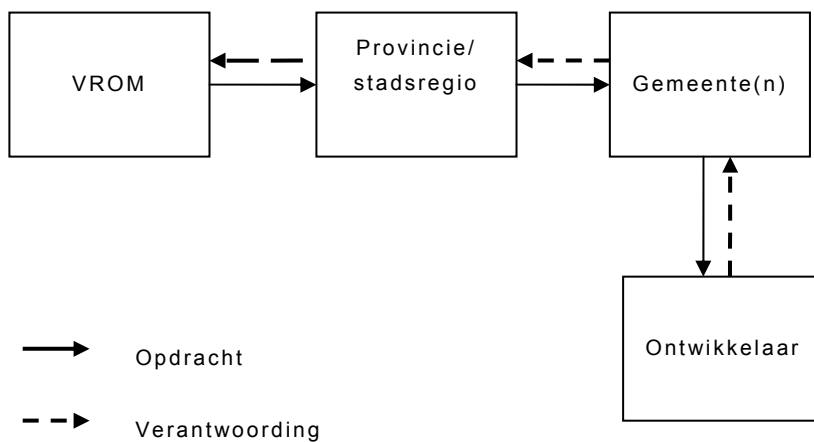 VROM
Provincie/
stadsregio
Gemeente(n)
Ontwikkelaar
Opdracht
Verantwoording